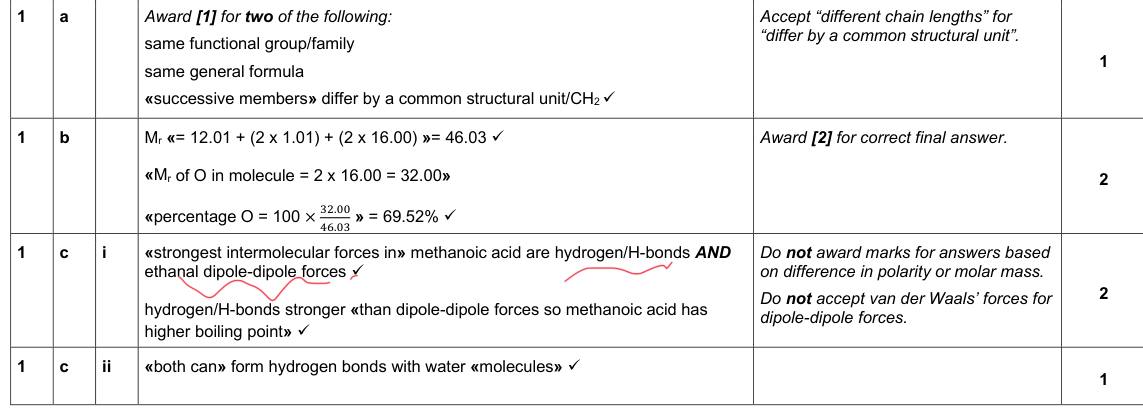 1 a Award [1] for two of the following: Accept “different chain lengths” for
“differ by a common structural unit”.
same functional group/family
same general formula
«successive members» differ by a common structural unit/CH₂ ✓
1
1 b Mᵣ «= 12.01 + (2 x 1.01) + (2 x 16.00) »= 46.03 ✓ Award [2] for correct final answer.
«Mᵣ of O in molecule = 2 x 16.00 = 32.00»
2
«percentage O = 100 × 32.00/46.03 » = 69.52% ✓
1 c i «strongest intermolecular forces in» methanoic acid are hydrogen/H-bonds AND
ethanal dipole-dipole forces ✓
hydrogen/H-bonds stronger «than dipole-dipole forces so methanoic acid has
higher boiling point» ✓
Do not award marks for answers based
on difference in polarity or molar mass.
Do not accept van der Waals’ forces for
dipole-dipole forces.
2
1 c ii «both can» form hydrogen bonds with water «molecules» ✓
1